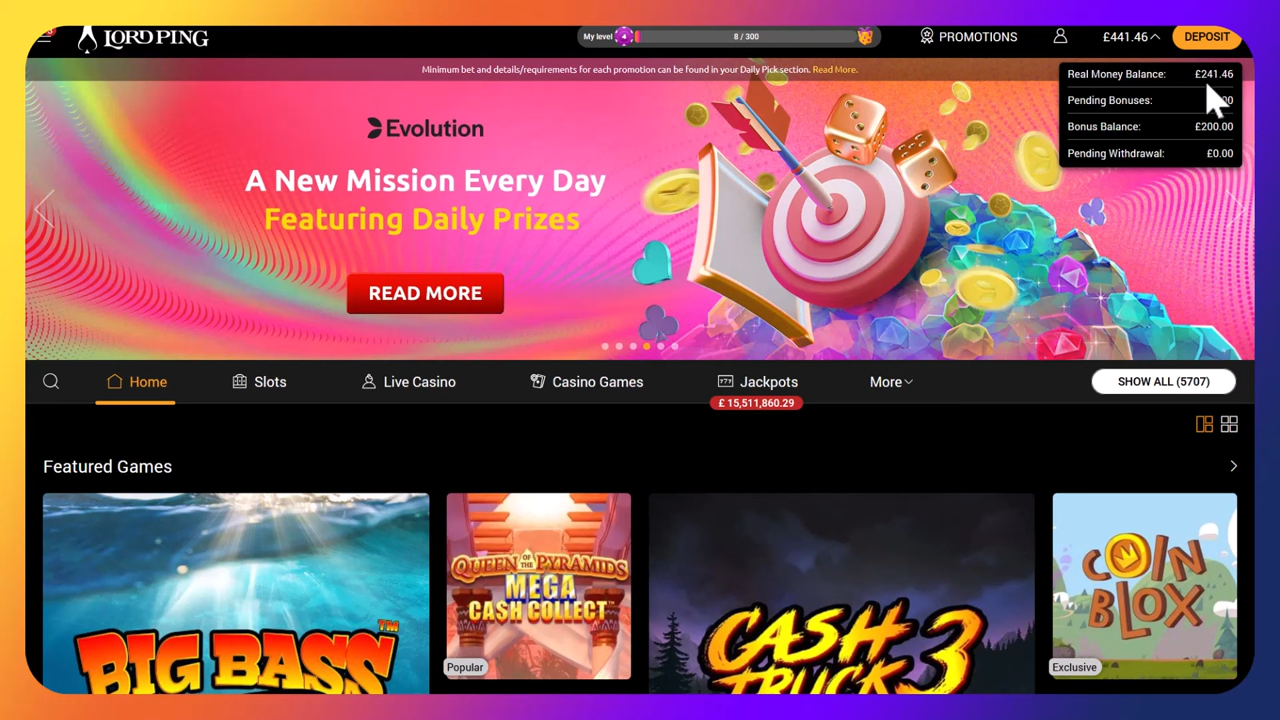 LORD PING
My level
4
8 / 300
PROMOTIONS
£441.46
DEPOSIT
Minimum bet and details/requirements for each promotion can be found in your Daily Pick section. Read More.
Real Money Balance: £241.46
Pending Bonuses:
Bonus Balance: £200.00
Pending Withdrawal: £0.00
Evolution
A New Mission Every Day
Featuring Daily Prizes
READ MORE
Home
Slots
Live Casino
Casino Games
Jackpots
More
SHOW ALL (5707)
£ 15,511,860.29
Featured Games
BIG BASS™
QUEEN OF THE PYRAMIDS
MEGA
CASH COLLECT™
Popular
CASH
TRUCK 3
COIN
BLOX
Exclusive